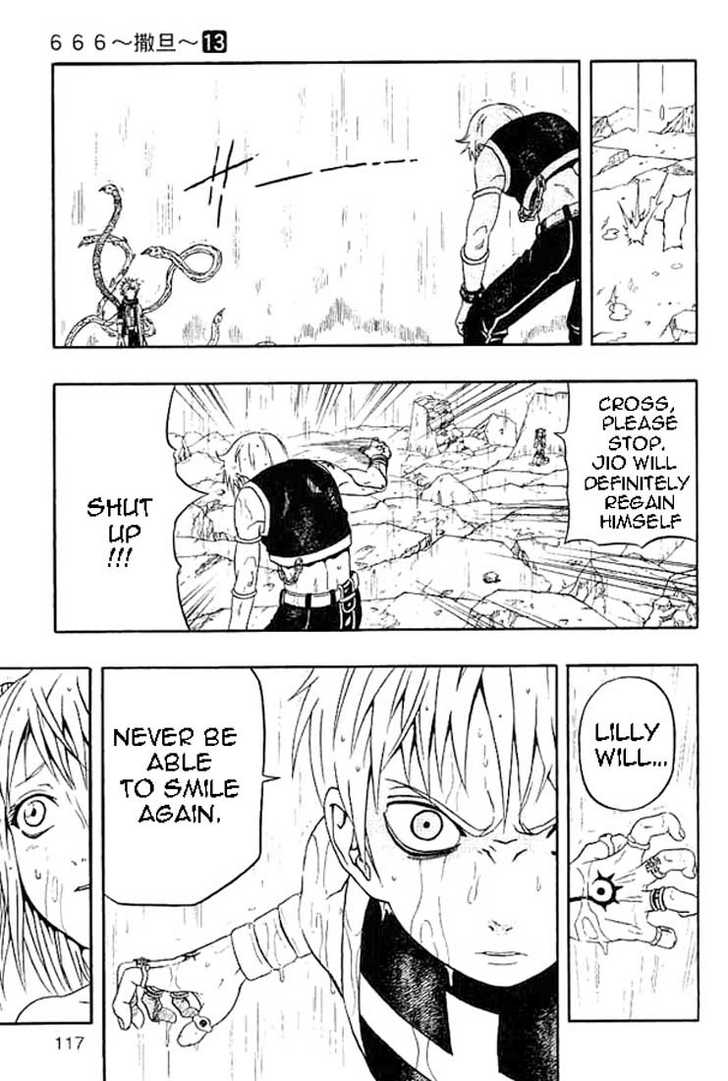 ６６６～撒旦～13
CROSS,
PLEASE
STOP.
JIO WILL
DEFINITELY
REGAIN
HIMSELF
SHUT
UP
!!!
LILLY
WILL...
NEVER BE
ABLE
TO SMILE
AGAIN.
117